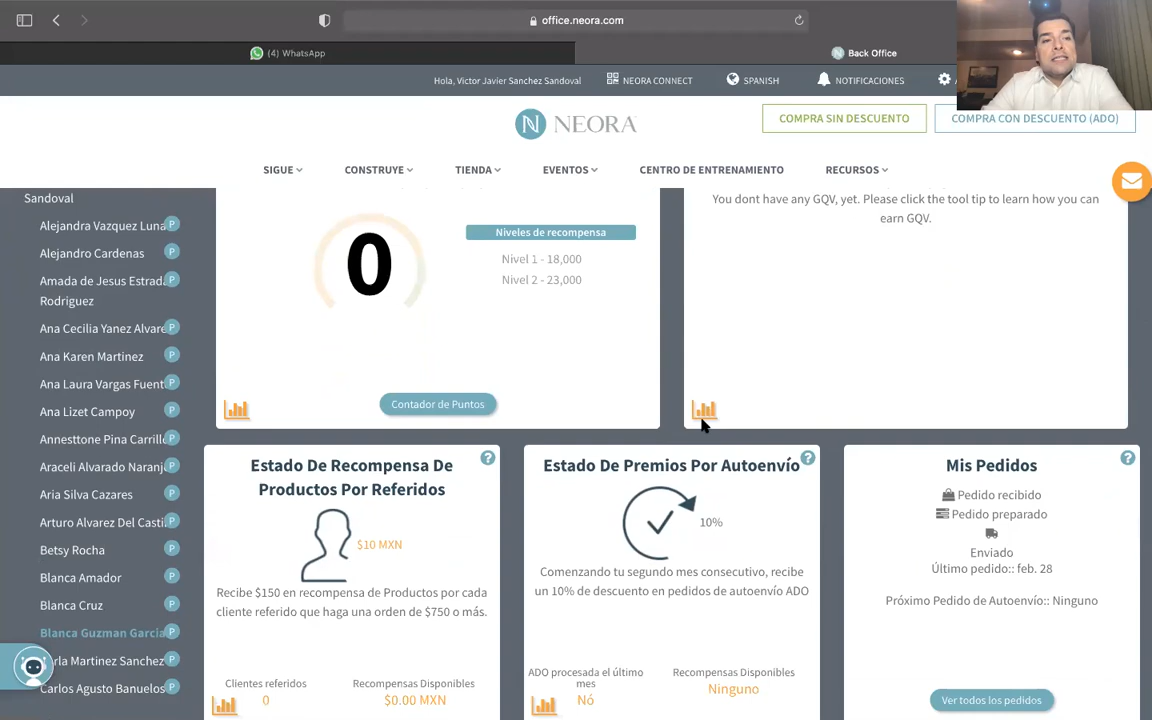 office.neora.com
(4) WhatsApp
Back Office
Hola, Victor Javier Sanchez Sandoval
NEORA CONNECT
SPANISH
NOTIFICACIONES
NEORA
COMPRA SIN DESCUENTO
COMPRA CON DESCUENTO (ADO)
SIGUE
CONSTRUYE
TIENDA
EVENTOS
CENTRO DE ENTRENAMIENTO
RECURSOS
Sandoval
Alejandra Vazquez Luna P
Alejandro Cardenas P
Amada de Jesus Estrad. P
Rodriguez
Ana Cecilia Yanez Alvare P
Ana Karen Martinez P
Ana Laura Vargas Fuent P
Ana Lizet Campoy P
Annesttone Pina Carrill P
Araceli Alvarado Naranj P
Aria Silva Cazares P
Arturo Alvarez Del Casti P
Betsy Rocha P
Blanca Amador P
Blanca Cruz P
Blanca Guzman Garcia P
rla Martinez Sanchez P
Carlos Agusto Banuelos P
0
Niveles de recompensa
Nivel 1 - 18,000
Nivel 2 - 23,000
Contador de Puntos
You dont have any GQV, yet. Please click the tool tip to learn how you can
earn GQV.
Estado De Recompensa De ?
Productos Por Referidos
$10 MXN
Recibe $150 en recompensa de Productos por cada
cliente referido que haga una orden de $750 o más.
Clientes referidos
0
Recompensas Disponibles
$0.00 MXN
Estado De Premios Por Autoenvío ?
10%
Comenzando tu segundo mes consecutivo, recibe
un 10% de descuento en pedidos de autoenvío ADO
ADO procesada el último
mes
Nó
Recompensas Disponibles
Ninguno
Mis Pedidos ?
Pedido recibido
Pedido preparado
Enviado
Último pedido:: feb. 28
Próximo Pedido de Autoenvío:: Ninguno
Ver todos los pedidos